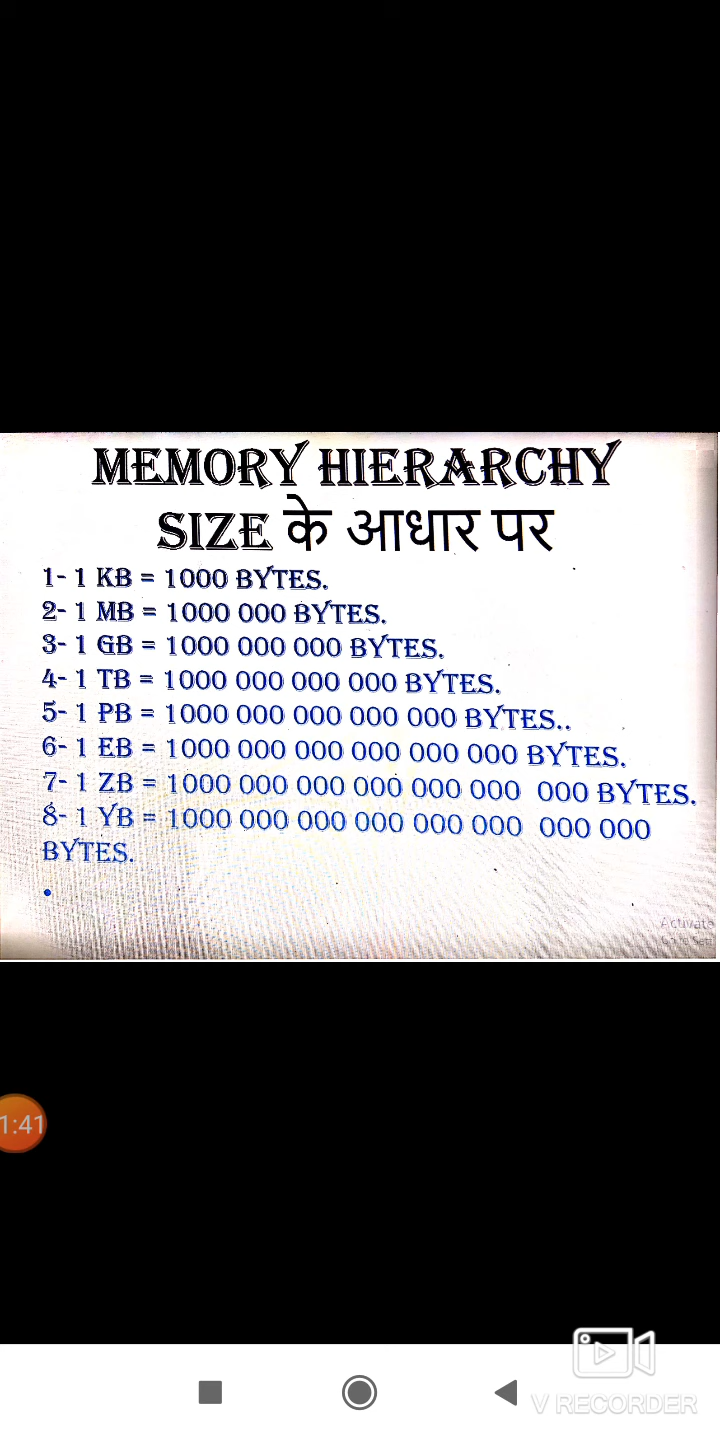 MEMORY HIERARCHY
SIZE के आधार पर
1- 1 KB = 1000 BYTES.
2- 1 MB = 1000 000 BYTES.
3- 1 GB = 1000 000 000 BYTES.
4- 1 TB = 1000 000 000 000 BYTES.
5- 1 PB = 1000 000 000 000 000 BYTES..
6- 1 EB = 1000 000 000 000 000 000 BYTES.
7- 1 ZB = 1000 000 000 000 000 000 000 BYTES.
8- 1 YB = 1000 000 000 000 000 000 000 000
BYTES.
•
Activate
1:41
V RECORDER